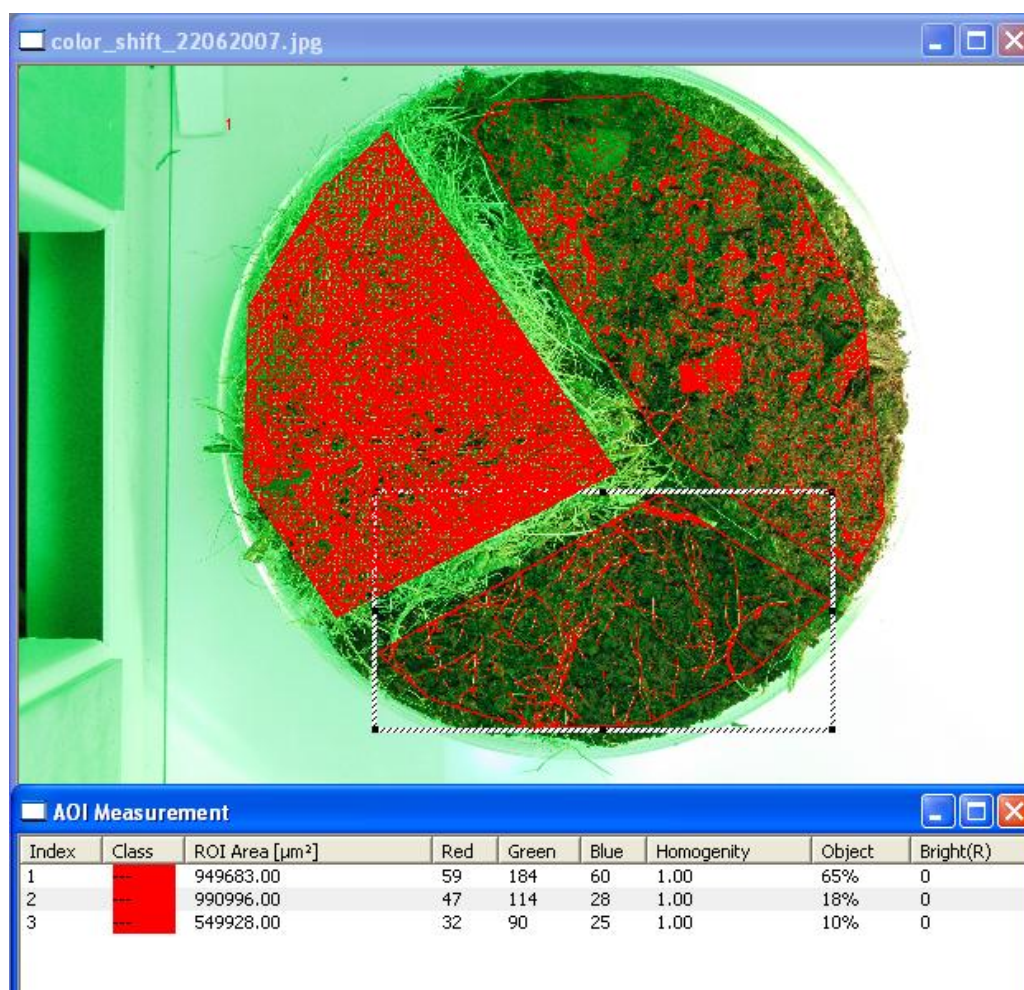 color_shift_22062007.jpg
1
AOI Measurement
Index Class ROI Area [µm²] Red Green Blue Homogenity Object Bright(R)
1 --- 949683.00 59 184 60 1.00 65% 0
2 --- 990996.00 47 114 28 1.00 18% 0
3 --- 549928.00 32 90 25 1.00 10% 0